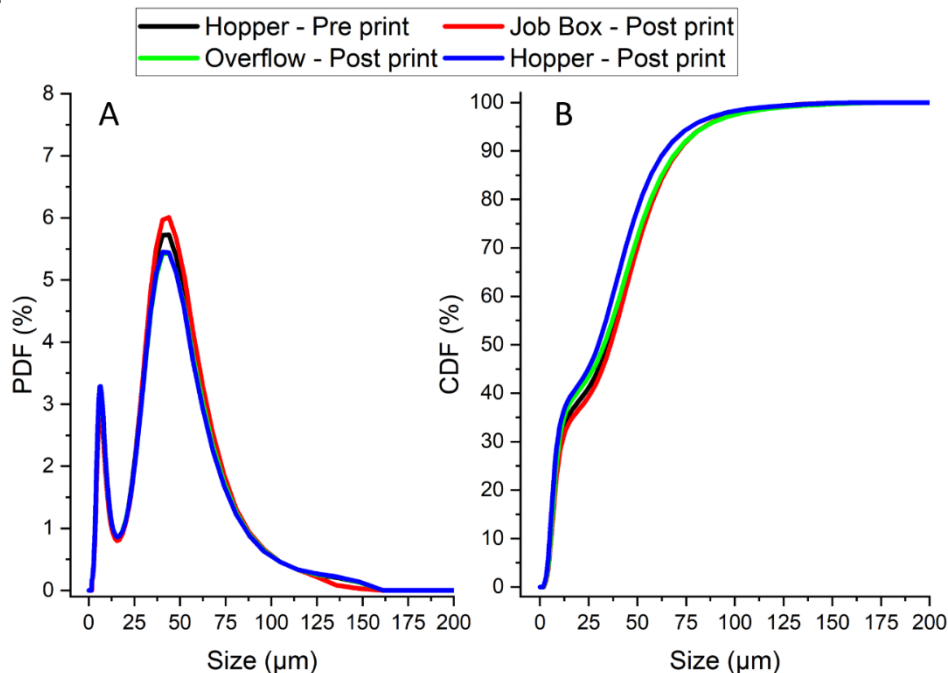 Hopper - Pre print Job Box - Post print
Overflow - Post print Hopper - Post print
A
B
PDF (%)
8
7
6
5
4
3
2
1
0
0 25 50 75 100 125 150 175 200
Size (µm)
CDF (%)
100
90
80
70
60
50
40
30
20
10
0
0 25 50 75 100 125 150 175 200
Size (µm)